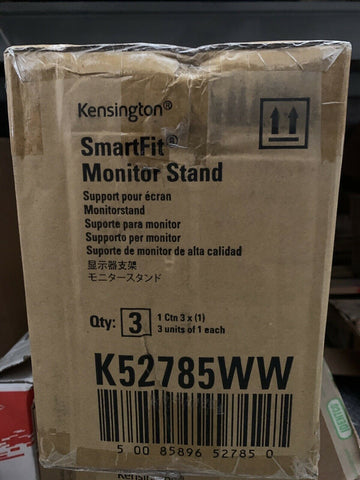 Kensington®
SmartFit®
Monitor Stand
Support pour écran
Monitorstand
Suporte para monitor
Supporto per monitor
Suporte de monitor de alta calidad
显示器支架
モニタースタンド
Qty: 3 1 Ctn 3 x (1)
3 units of 1 each
K52785WW
5 00 85896 52785 0
Kensington®